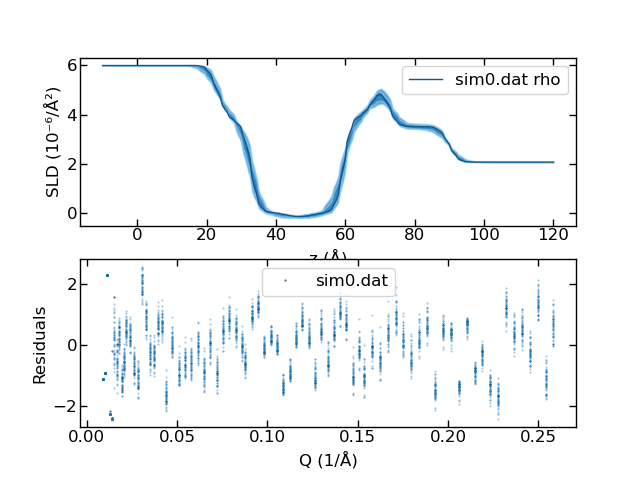 SLD (10⁻⁶/Å²)
6
4
2
0
sim0.dat rho
0 20 40 60 80 100 120
z (Å)
Residuals
2
0
−2
sim0.dat
0.00 0.05 0.10 0.15 0.20 0.25
Q (1/Å)